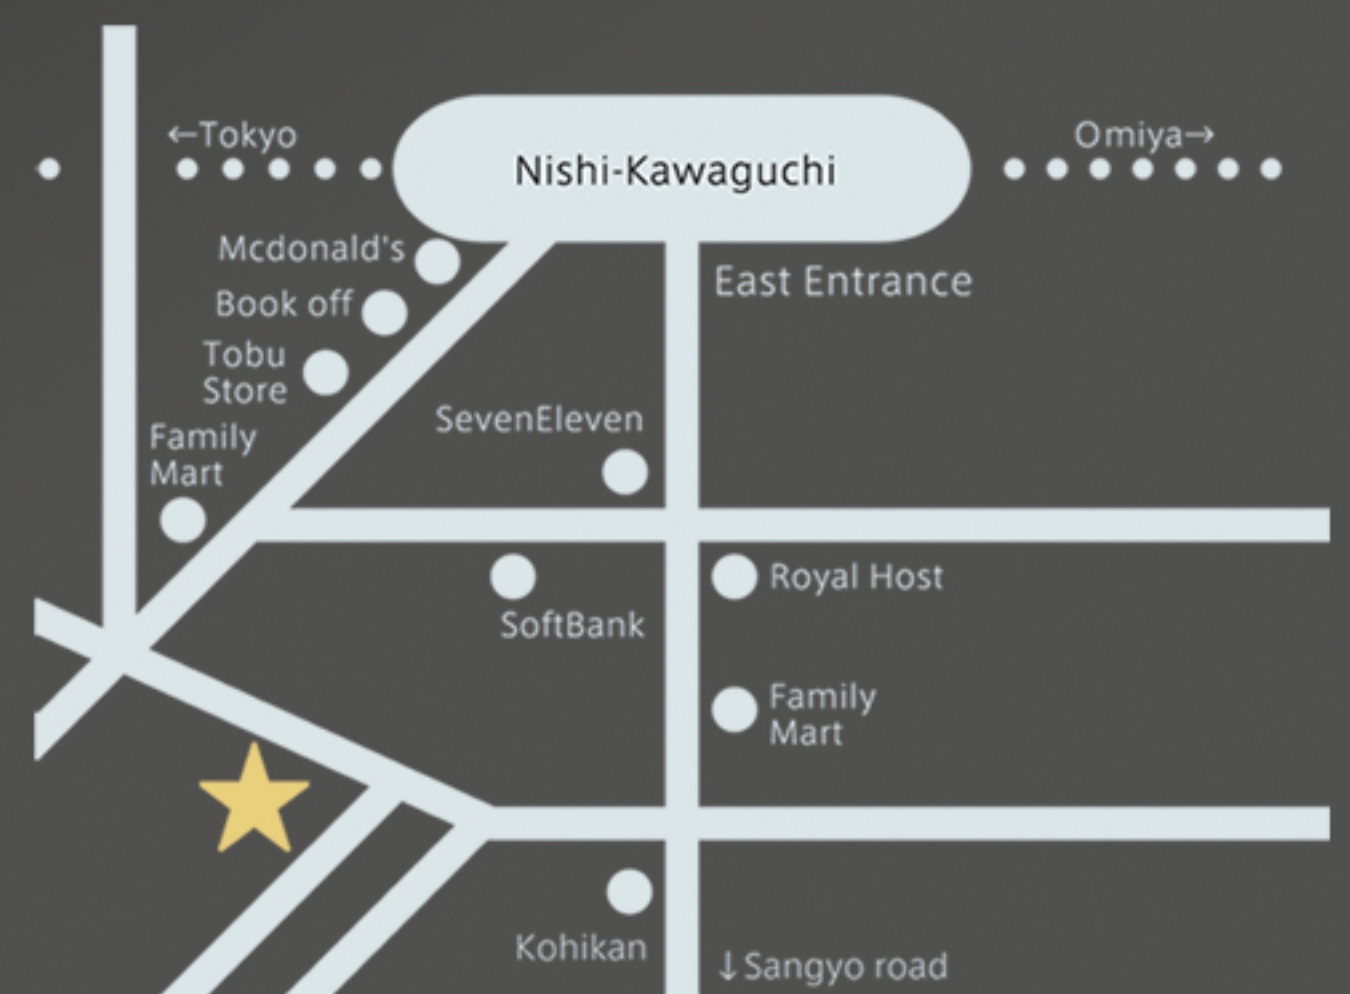 ←Tokyo
Omiya→
Nishi-Kawaguchi
Mcdonald's
East Entrance
Book off
Tobu
Store
SevenEleven
Family
Mart
Royal Host
SoftBank
Family
Mart
Kohikan
↓Sangyo road